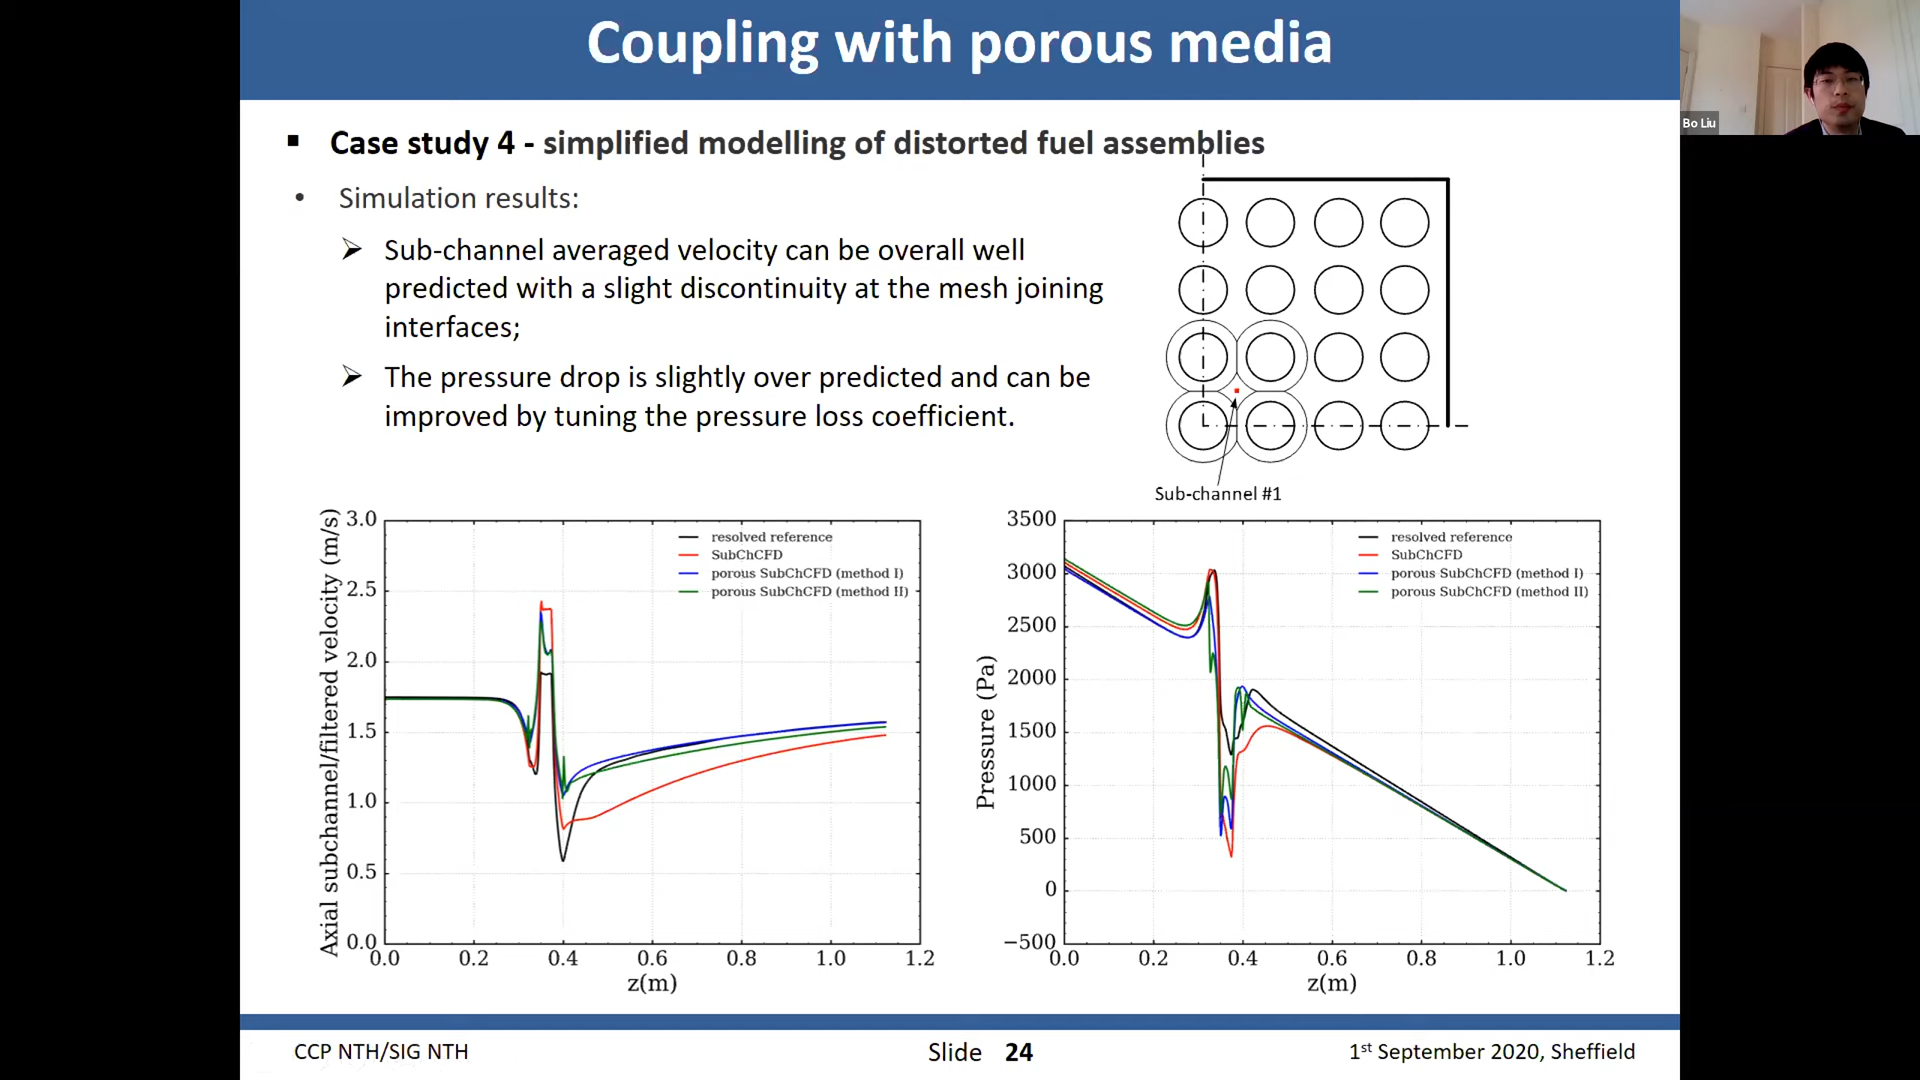 Coupling with porous media
Bo Liu
▪ Case study 4 - simplified modelling of distorted fuel assemblies
• Simulation results:
➢ Sub-channel averaged velocity can be overall well
predicted with a slight discontinuity at the mesh joining
interfaces;
➢ The pressure drop is slightly over predicted and can be
improved by tuning the pressure loss coefficient.
Sub-channel #1
Axial subchannel/filtered velocity (m/s)
3.0
2.5
2.0
1.5
1.0
0.5
0.0
resolved reference
SubChCFD
porous SubChCFD (method I)
porous SubChCFD (method II)
0.0 0.2 0.4 0.6 0.8 1.0 1.2
z(m)
Pressure (Pa)
3500
3000
2500
2000
1500
1000
500
0
−500
resolved reference
SubChCFD
porous SubChCFD (method I)
porous SubChCFD (method II)
0.0 0.2 0.4 0.6 0.8 1.0 1.2
z(m)
CCP NTH/SIG NTH
Slide 24
1st September 2020, Sheffield